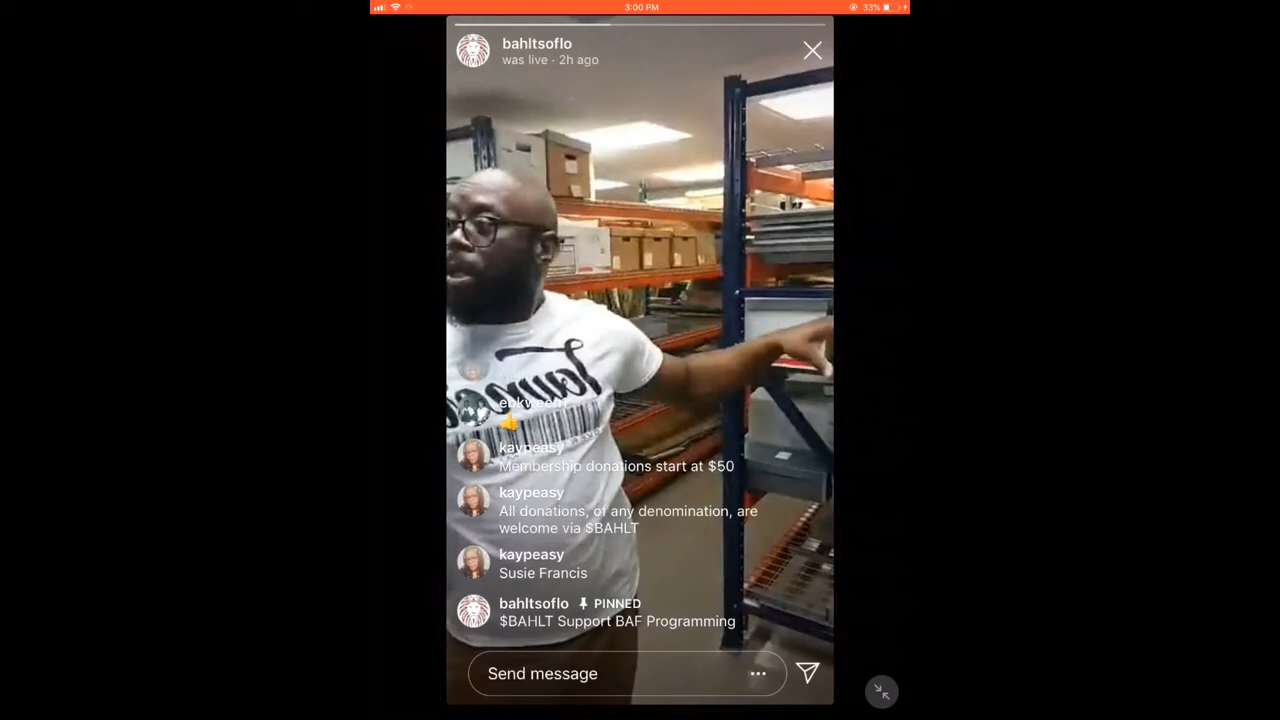 3:00 PM
33%
bahltsoflo
was live · 2h ago
ebkween1
👍
kaypeasy
Membership donations start at $50
kaypeasy
All donations, of any denomination, are
welcome via $BAHLT
kaypeasy
Susie Francis
bahltsoflo PINNED
$BAHLT Support BAF Programming
Send message